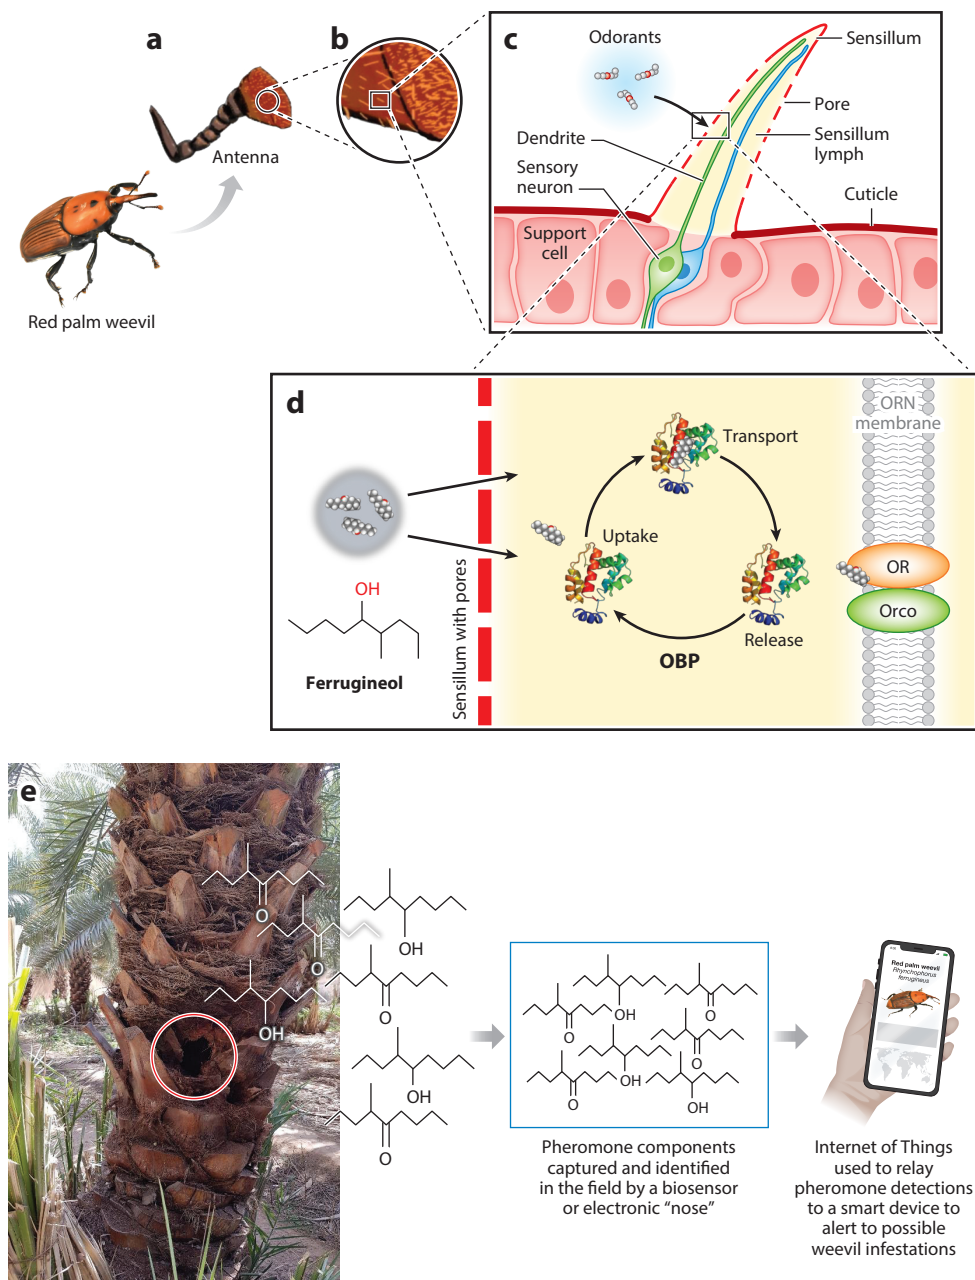 a
b
c
Odorants
Sensillum
Pore
Sensillum
lymph
Dendrite
Sensory
neuron
Cuticle
Support
cell
Antenna
Red palm weevil
d
ORN
membrane
Transport
Uptake
OR
Orco
Release
OBP
OH
Ferrugineol
Sensillum with pores
e
O
OH
O
O
OH
OH
O
OH
O
O
O
OH
O
OH
Red palm weevil
Rhynchophorus
ferrugineus
Pheromone components
captured and identified
in the field by a biosensor
or electronic “nose”
Internet of Things
used to relay
pheromone detections
to a smart device to
alert to possible
weevil infestations